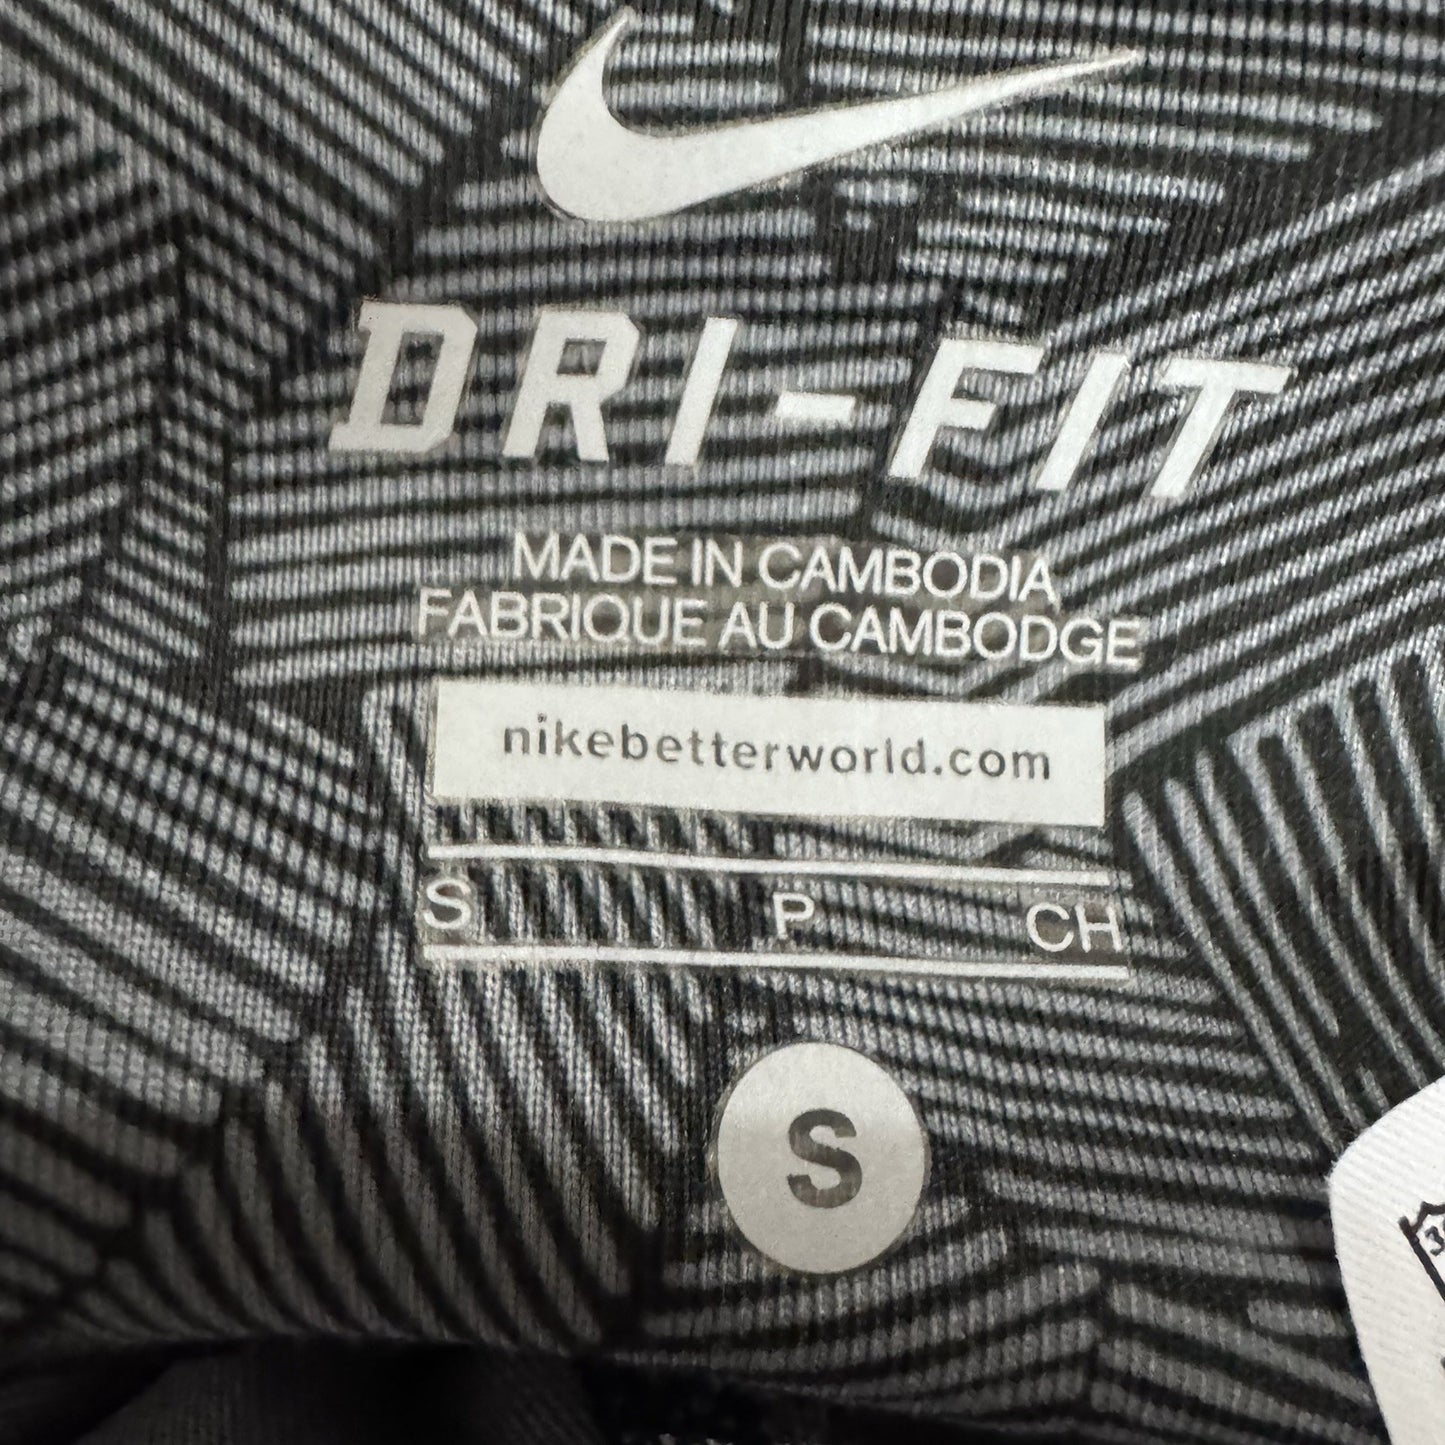 DRI-FIT
MADE IN CAMBODIA
FABRIQUE AU CAMBODGE
nikebetterworld.com
S P CH
S